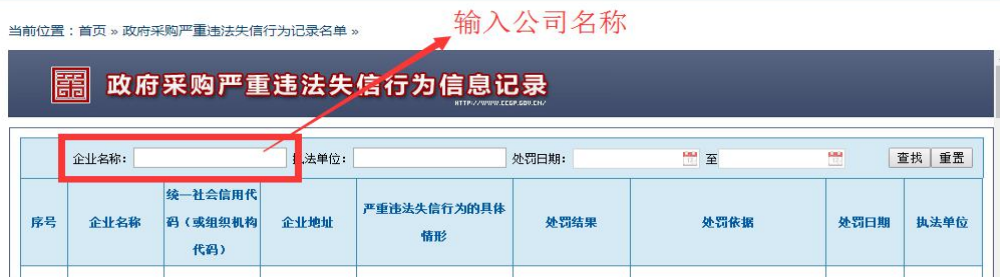 输入公司名称
当前位置：首页 » 政府采购严重违法失信行为记录名单 »
政府采购严重违法失信行为信息记录
HTTP://WWW.CCGP.GOV.CN/
企业名称： 执法单位： 处罚日期： 至 查找 重置
序号 企业名称 统一社会信用代码（或组织机构代码） 企业地址 严重违法失信行为的具体情形 处罚结果 处罚依据 处罚日期 执法单位